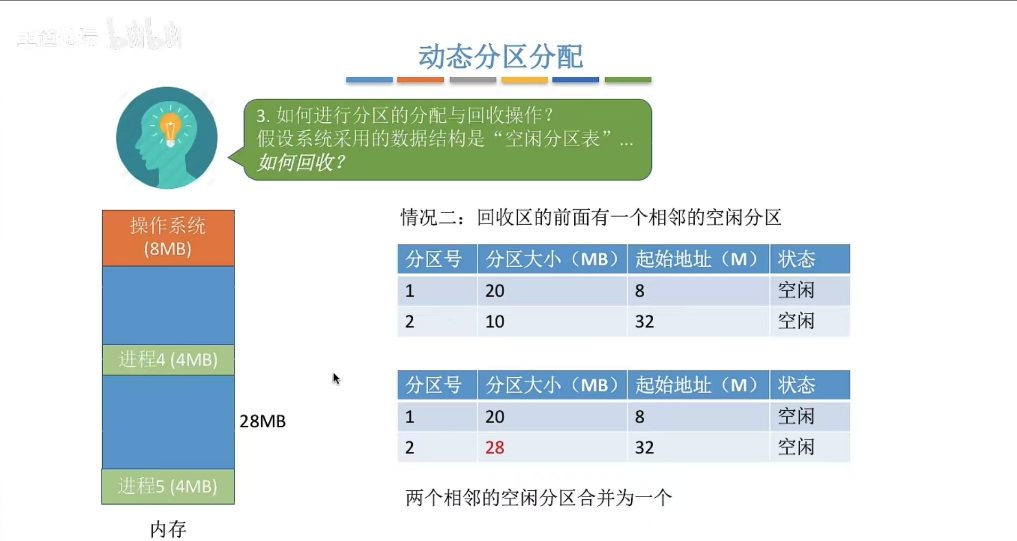 bilibili
动态分区分配
3. 如何进行分区的分配与回收操作？
假设系统采用的数据结构是“空闲分区表”…
如何回收？
操作系统
(8MB)
进程4 (4MB)
28MB
进程5 (4MB)
内存
情况二：回收区的前面有一个相邻的空闲分区
分区号 分区大小（MB） 起始地址（M） 状态
1 20 8 空闲
2 10 32 空闲
分区号 分区大小（MB） 起始地址（M） 状态
1 20 8 空闲
2 28 32 空闲
两个相邻的空闲分区合并为一个